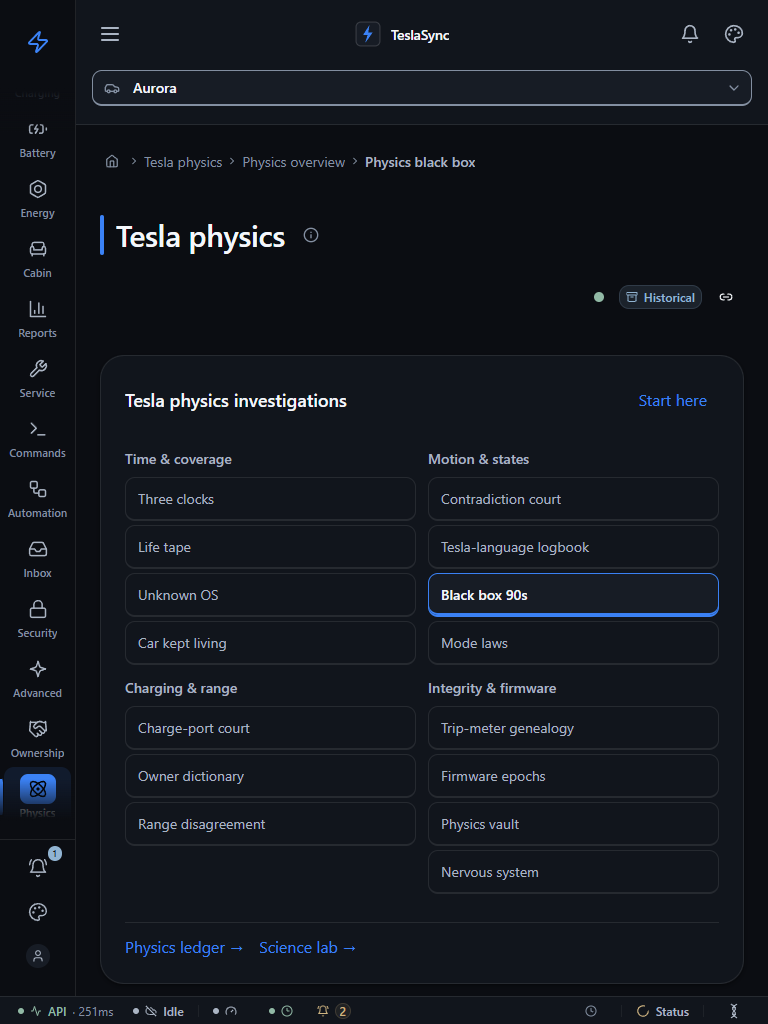 TeslaSync
Aurora
Charging
Battery
Energy
Cabin
Reports
Service
Commands
Automation
Inbox
Security
Advanced
Ownership
Physics
1
Tesla physics > Physics overview > Physics black box
Tesla physics
Historical
Tesla physics investigations
Start here
Time & coverage
Three clocks
Life tape
Unknown OS
Car kept living
Motion & states
Contradiction court
Tesla-language logbook
Black box 90s
Mode laws
Charging & range
Charge-port court
Owner dictionary
Range disagreement
Integrity & firmware
Trip-meter genealogy
Firmware epochs
Physics vault
Nervous system
Physics ledger → Science lab →
API · 251ms Idle 2 Status